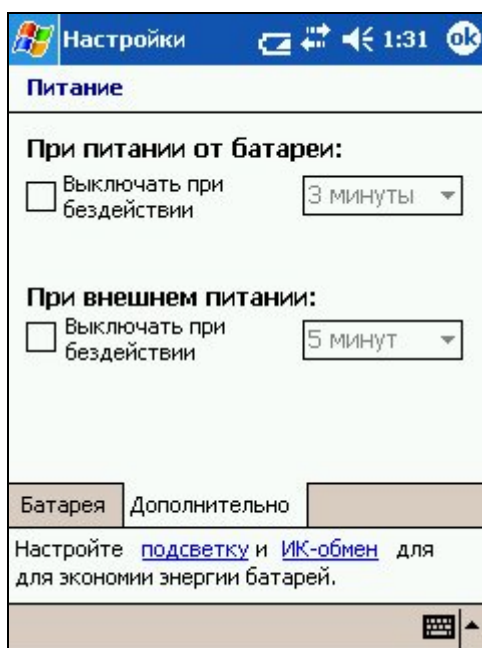 Настройки 1:31 ok
Питание
При питании от батареи:
Выключать при
бездействии
3 минуты
При внешнем питании:
Выключать при
бездействии
5 минут
Батарея Дополнительно
Настройте подсветку и ИК-обмен для
для экономии энергии батарей.